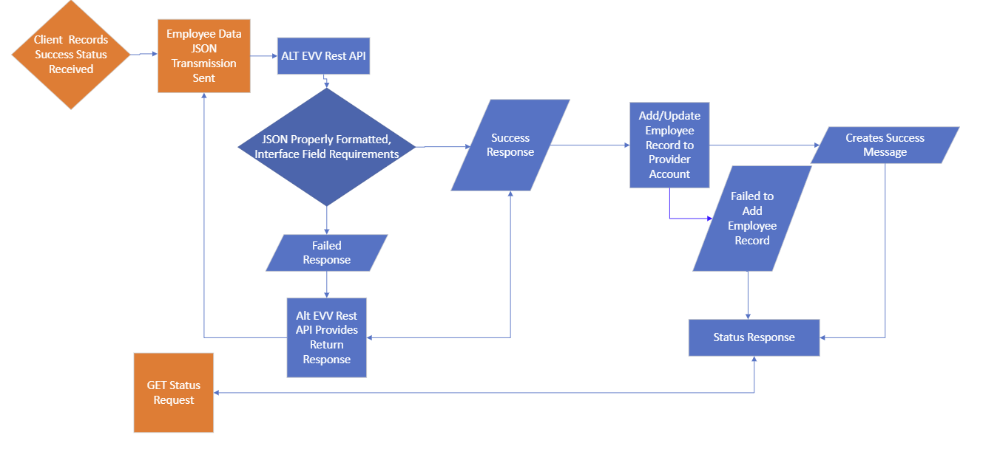 Client  Records
Success Status
Received
Employee Data
JSON
Transmission
Sent
ALT EVV Rest API
JSON Properly Formatted,
Interface Field Requirements
Success
Response
Add/Update
Employee
Record to
Provider
Account
Creates Success
Message
Failed to
Add
Employee
Record
Failed
Response
Alt EVV Rest
API Provides
Return
Response
Status Response
GET Status
Request